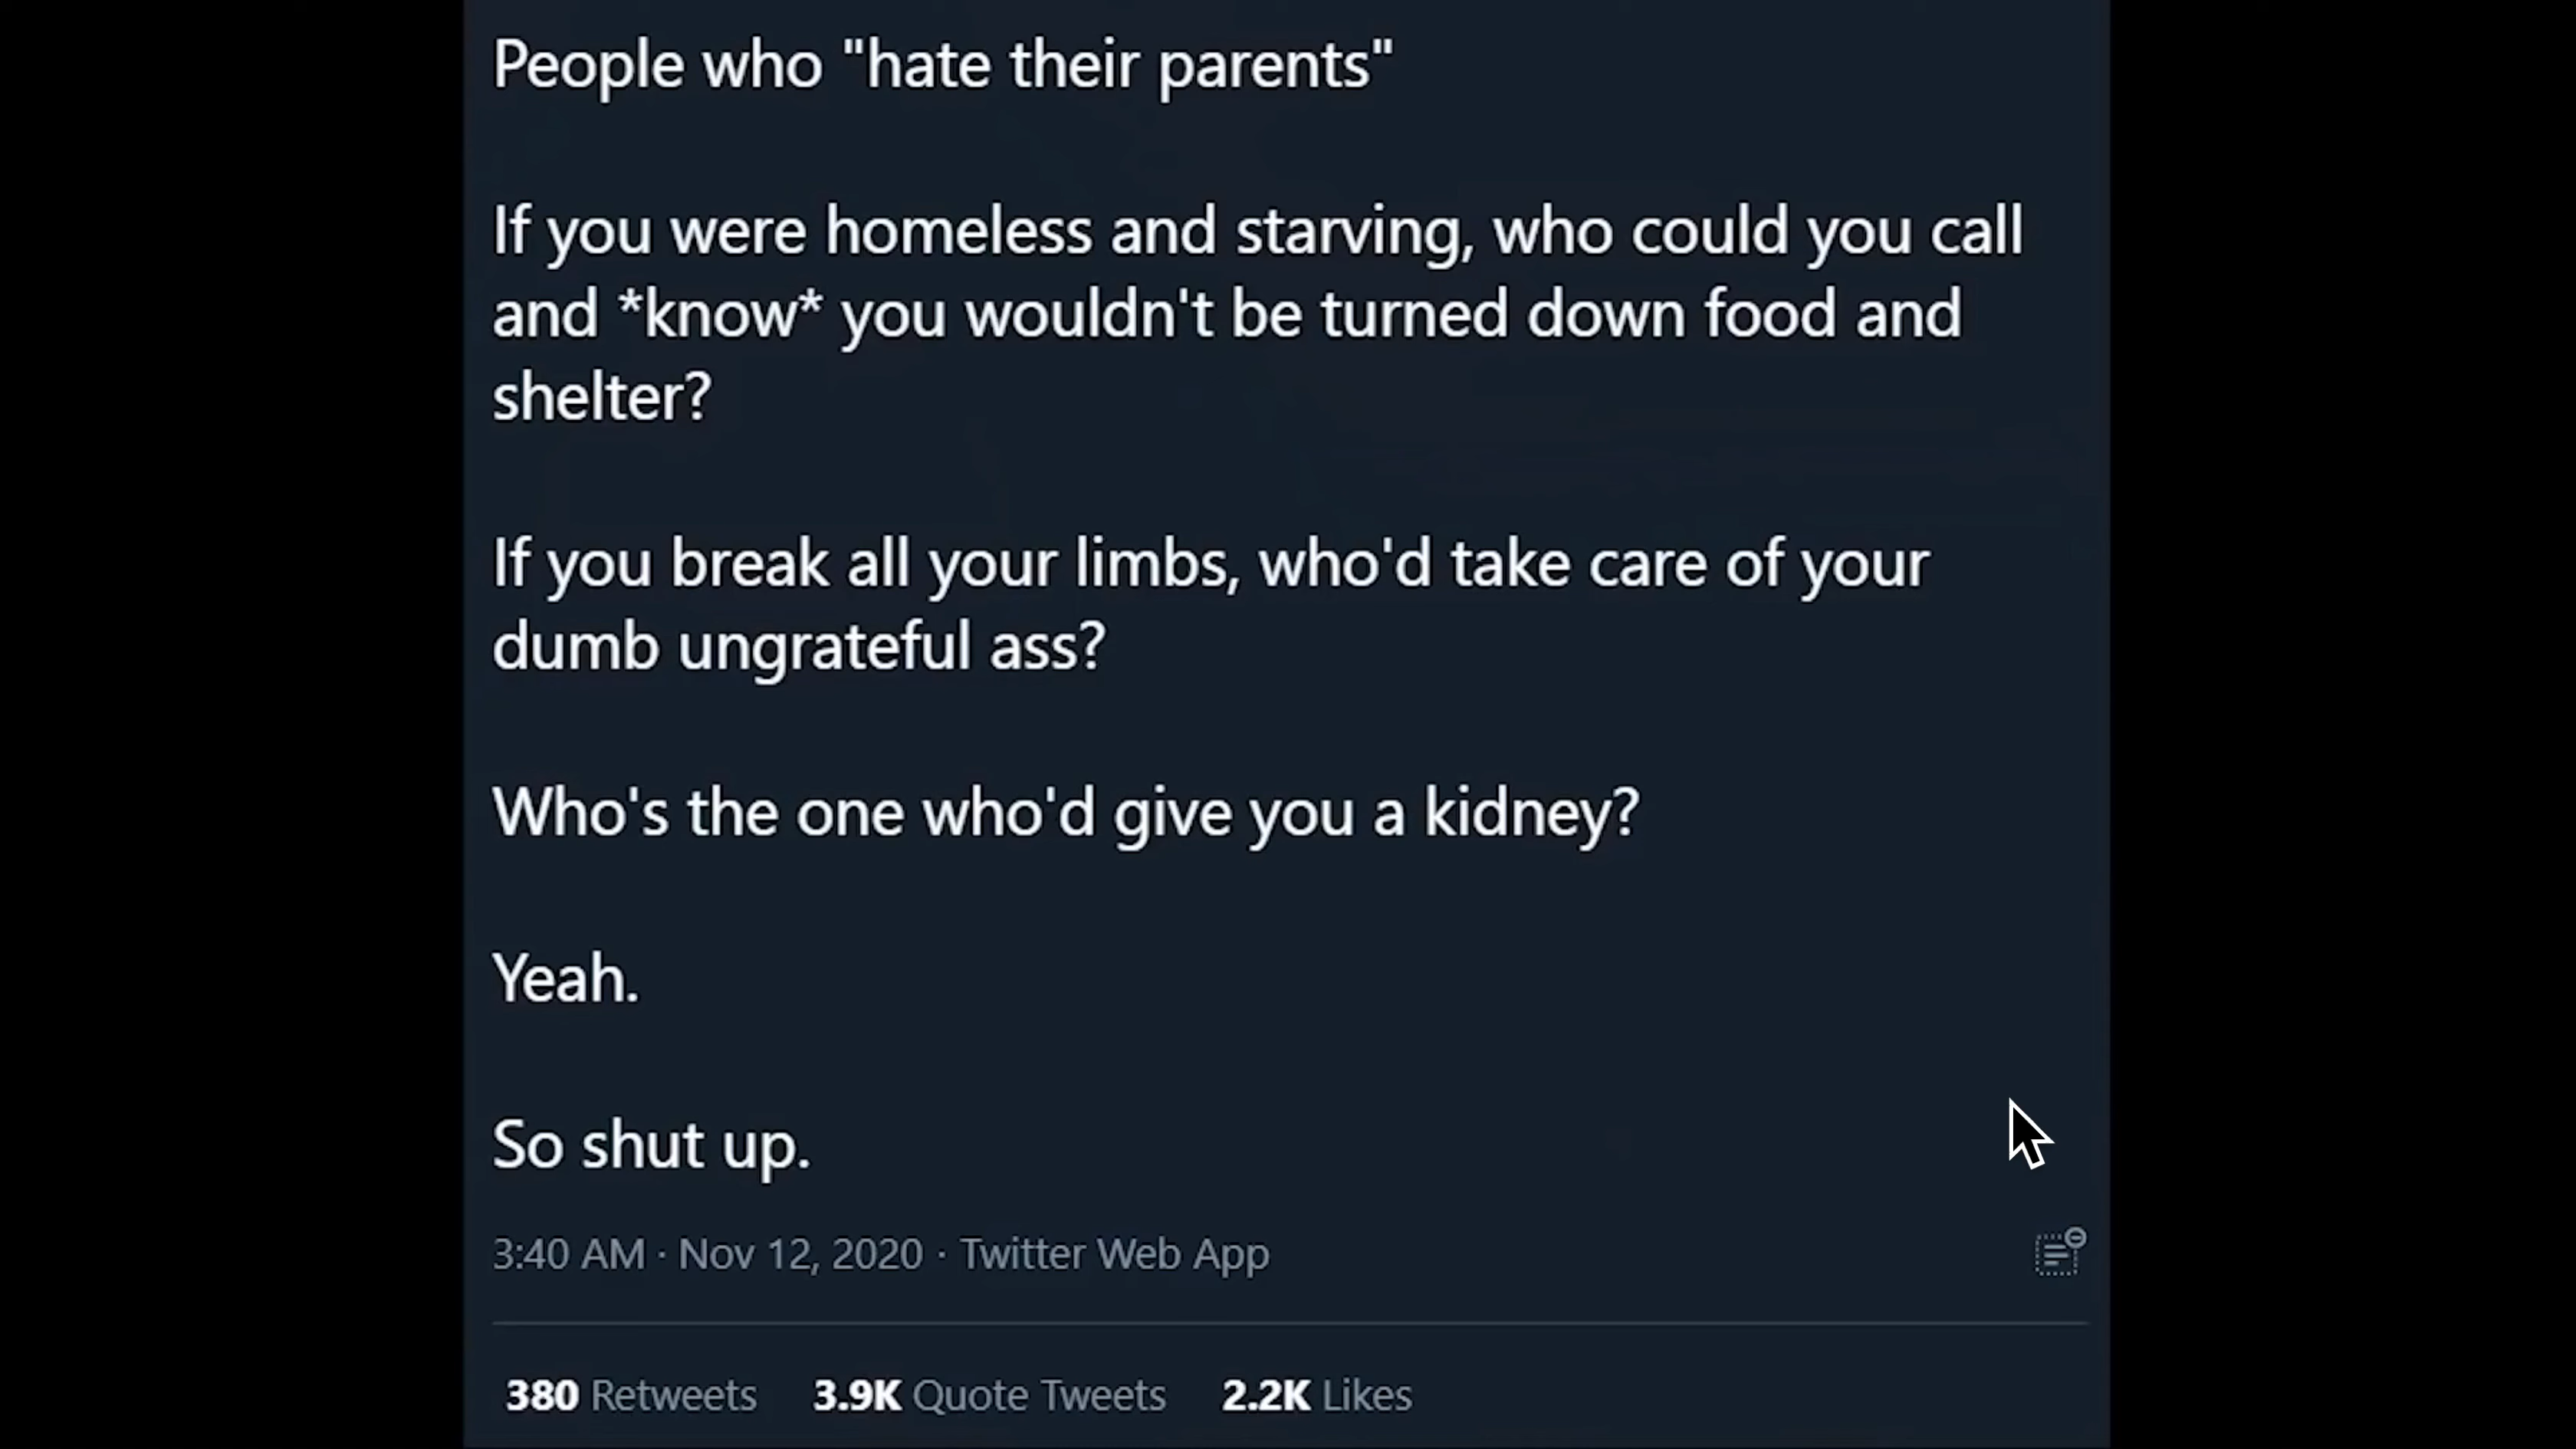 People who "hate their parents"
If you were homeless and starving, who could you call
and *know* you wouldn't be turned down food and
shelter?
If you break all your limbs, who'd take care of your
dumb ungrateful ass?
Who's the one who'd give you a kidney?
Yeah.
So shut up.
3:40 AM · Nov 12, 2020 · Twitter Web App
380 Retweets 3.9K Quote Tweets 2.2K Likes